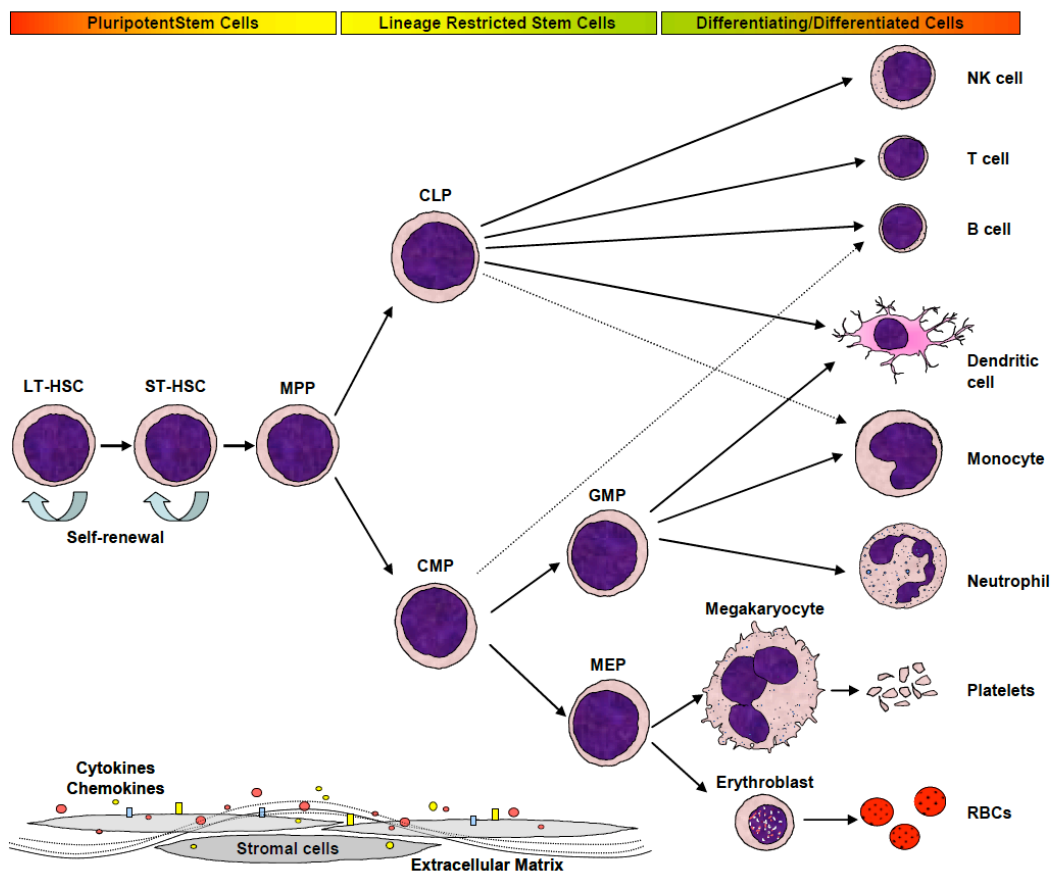 PluripotentStem Cells
Lineage Restricted Stem Cells
Differentiating/Differentiated Cells
NK cell
T cell
CLP
B cell
Dendritic
cell
LT-HSC
ST-HSC
MPP
Monocyte
GMP
Self-renewal
CMP
Neutrophil
Megakaryocyte
MEP
Platelets
Cytokines
Chemokines
Erythroblast
RBCs
Stromal cells
Extracellular Matrix